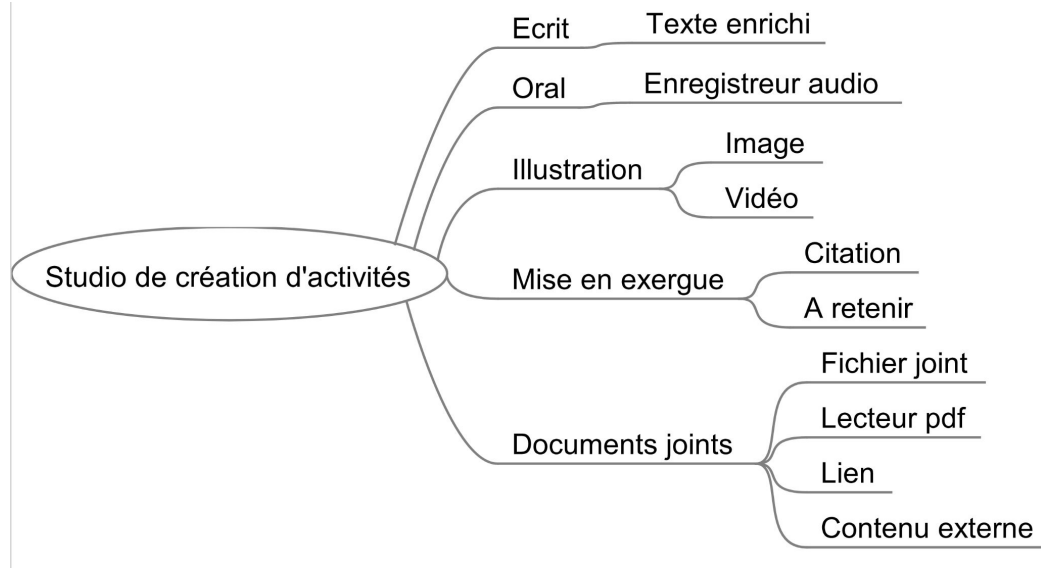 Studio de création d'activités
Ecrit
Texte enrichi
Oral
Enregistreur audio
Illustration
Image
Vidéo
Mise en exergue
Citation
A retenir
Documents joints
Fichier joint
Lecteur pdf
Lien
Contenu externe